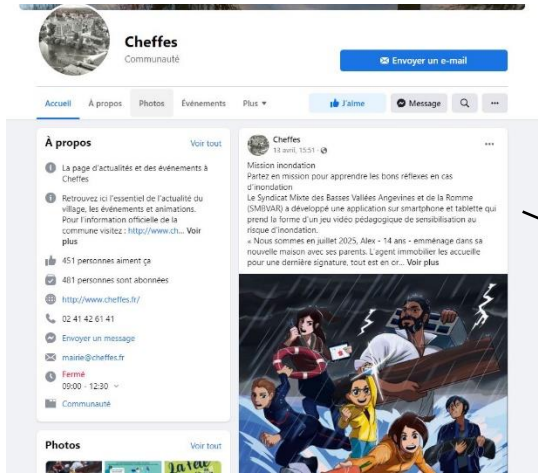 Cheffes
Communauté
Envoyer un e-mail
Accueil À propos Photos Événements Plus
J'aime Message
À propos Voir tout
La page d'actualités et des événements à
Cheffes
Retrouvez ici l'essentiel de l'actualité du
village, les événements et animations.
Pour l'information officielle de la
commune visitez : http://www.ch... Voir
plus
451 personnes aiment ça
481 personnes sont abonnées
http://www.cheffes.fr/
02 41 42 61 41
Envoyer un message
mairie@cheffes.fr
Fermé
09:00 - 12:30
Communauté
Photos Voir tout
La fête
Cheffes
13 avril, 15:51
Mission inondation
Partez en mission pour apprendre les bons réflexes en cas
d'inondation
Le Syndicat Mixte des Basses Vallées Angevines et de la Romme
(SMBVAR) a développé une application sur smartphone et tablette qui
prend la forme d'un jeu vidéo pédagogique de sensibilisation au
risque d'inondation.
« Nous sommes en juillet 2025, Alex - 14 ans - emménage dans sa
nouvelle maison avec ses parents. L'agent immobilier les accueille
pour une dernière signature, tout est en or... Voir plus